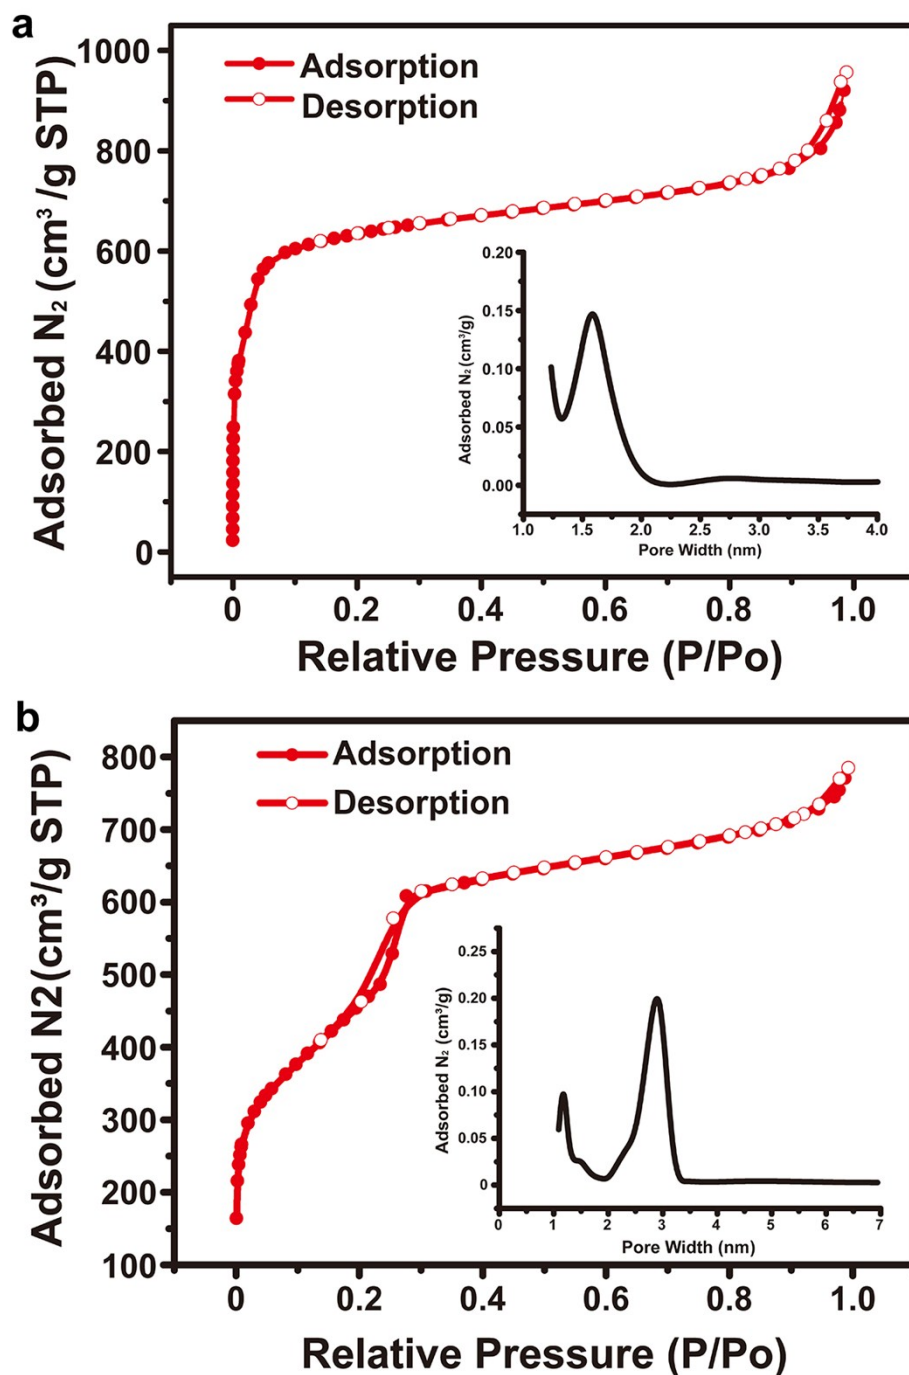 a
Adsorbed N₂ (cm³/g STP)
1000
800
600
400
200
0
Adsorption
Desorption
Adsorbed N₂ (cm³/g)
0.20
0.15
0.10
0.05
0.00
1.0 1.5 2.0 2.5 3.0 3.5 4.0
Pore Width (nm)
0 0.2 0.4 0.6 0.8 1.0
Relative Pressure (P/Po)
b
Adsorbed N2(cm³/g STP)
800
700
600
500
400
300
200
100
Adsorption
Desorption
Adsorbed N₂ (cm³/g)
0.25
0.20
0.15
0.10
0.05
0
0 1 2 3 4 5 6 7
Pore Width (nm)
0 0.2 0.4 0.6 0.8 1.0
Relative Pressure (P/Po)